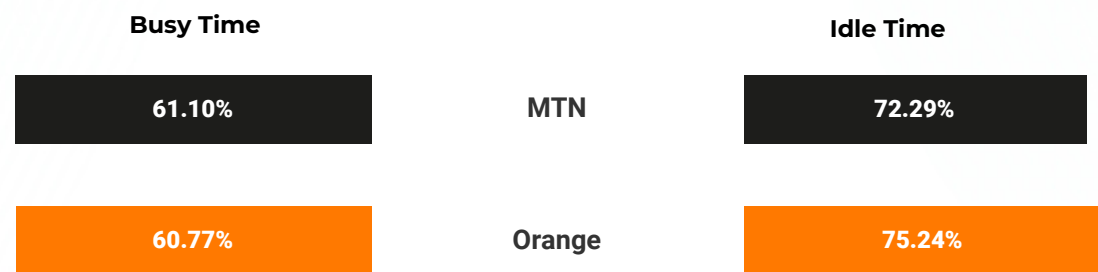 Busy Time
Idle Time
61.10%
MTN
72.29%
60.77%
Orange
75.24%